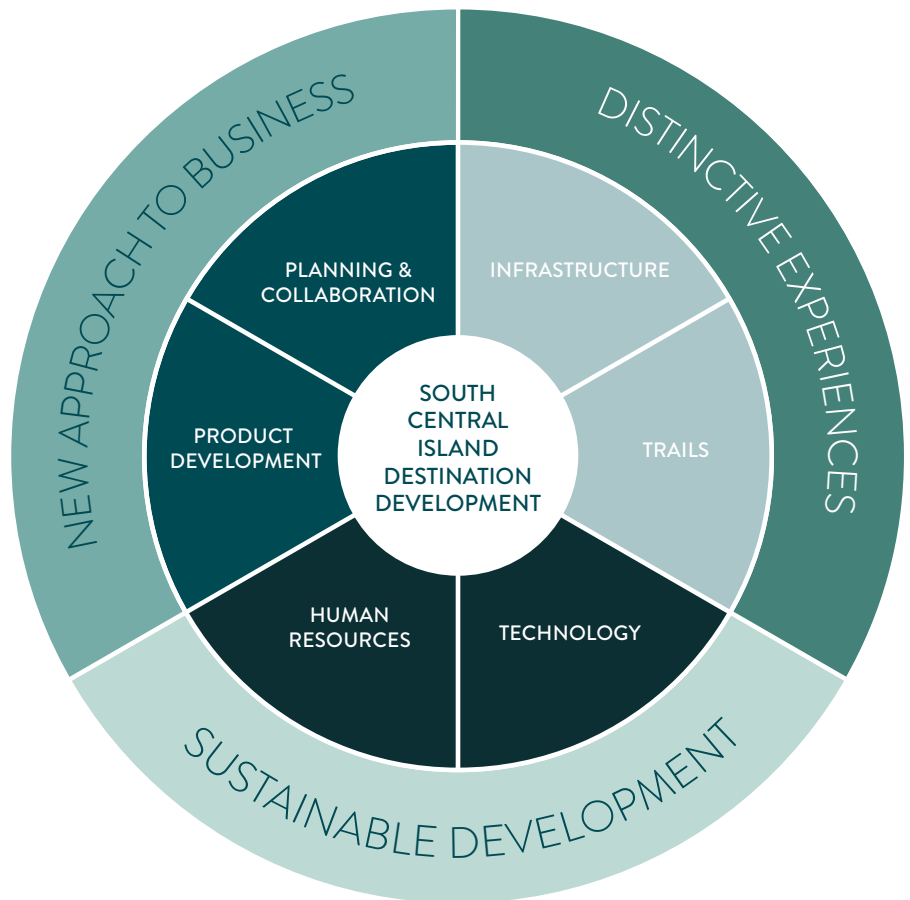 NEW APPROACH TO BUSINESS
DISTINCTIVE EXPERIENCES
PLANNING &
COLLABORATION
INFRASTRUCTURE
SOUTH
CENTRAL
ISLAND
DESTINATION
DEVELOPMENT
PRODUCT
DEVELOPMENT
TRAILS
HUMAN
RESOURCES
TECHNOLOGY
SUSTAINABLE DEVELOPMENT